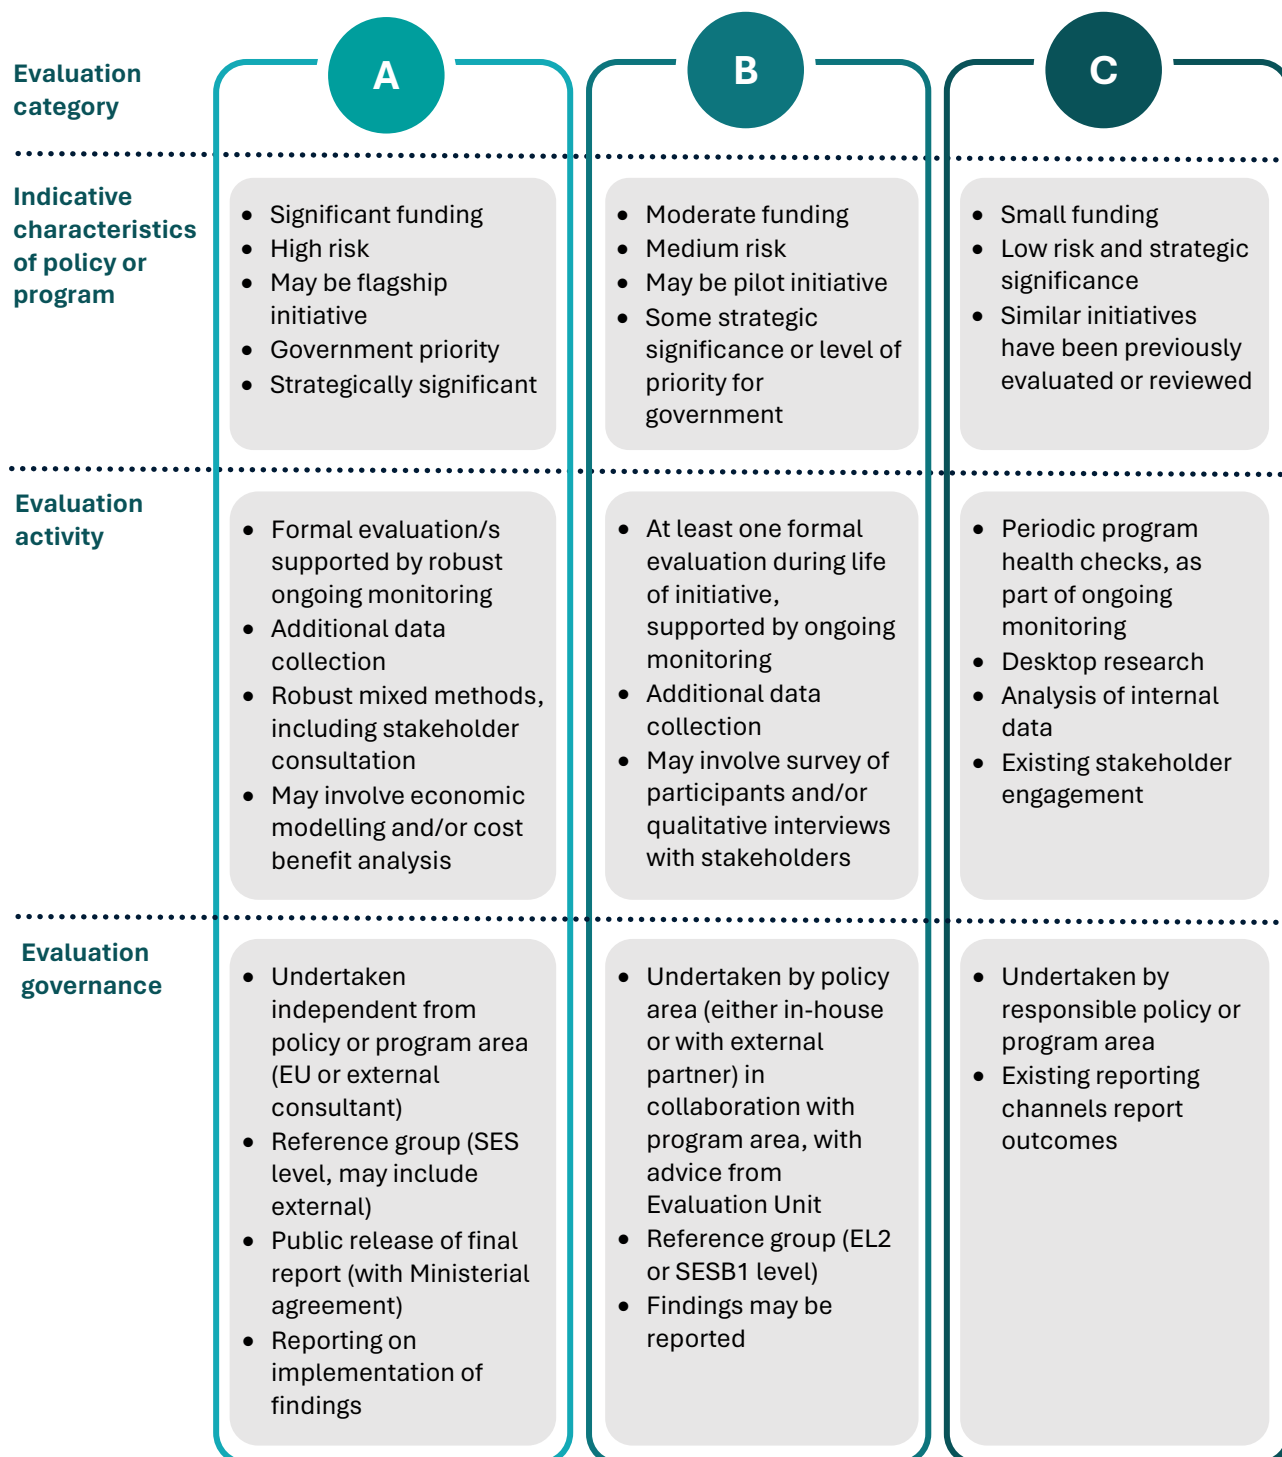 Evaluation
category
A
B
C
Indicative
characteristics
of policy or
program
• Significant funding
• High risk
• May be flagship
initiative
• Government priority
• Strategically significant
• Moderate funding
• Medium risk
• May be pilot initiative
• Some strategic
significance or level of
priority for
government
• Small funding
• Low risk and strategic
significance
• Similar initiatives
have been previously
evaluated or reviewed
Evaluation
activity
• Formal evaluation/s
supported by robust
ongoing monitoring
• Additional data
collection
• Robust mixed methods,
including stakeholder
consultation
• May involve economic
modelling and/or cost
benefit analysis
• At least one formal
evaluation during life
of initiative,
supported by ongoing
monitoring
• Additional data
collection
• May involve survey of
participants and/or
qualitative interviews
with stakeholders
• Periodic program
health checks, as
part of ongoing
monitoring
• Desktop research
• Analysis of internal
data
• Existing stakeholder
engagement
Evaluation
governance
• Undertaken
independent from
policy or program area
(EU or external
consultant)
• Reference group (SES
level, may include
external)
• Public release of final
report (with Ministerial
agreement)
• Reporting on
implementation of
findings
• Undertaken by policy
area (either in-house
or with external
partner) in
collaboration with
program area, with
advice from
Evaluation Unit
• Reference group (EL2
or SESB1 level)
• Findings may be
reported
• Undertaken by
responsible policy or
program area
• Existing reporting
channels report
outcomes